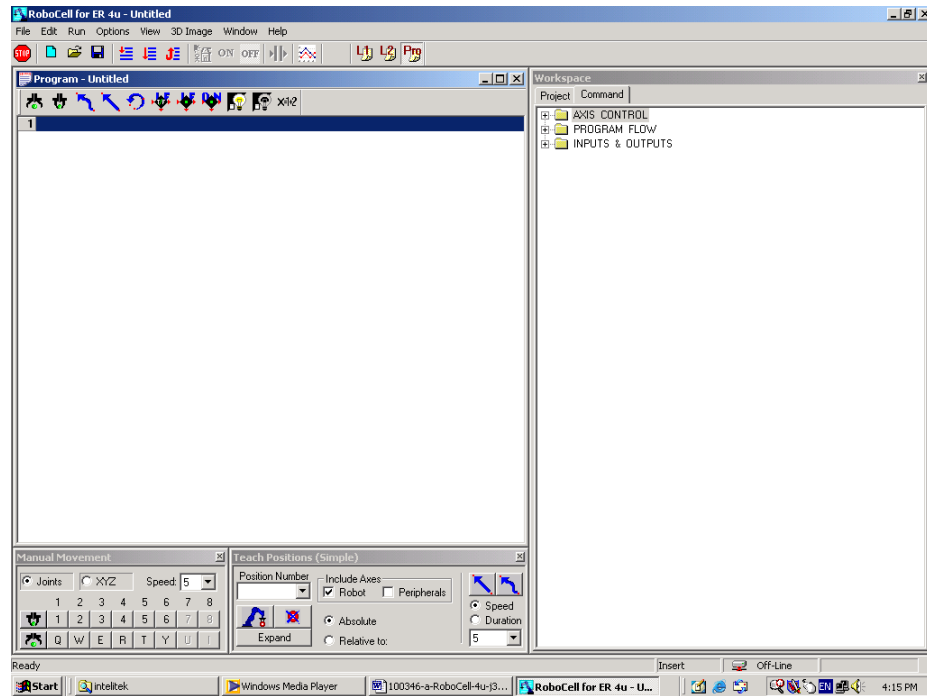 RoboCell for ER 4u - Untitled
File Edit Run Options View 3D Image Window Help
STOP ON OFF L1 L2 Prg
Program - Untitled
1
Workspace
Project Command
AXIS CONTROL
PROGRAM FLOW
INPUTS & OUTPUTS
Manual Movement
Joints XYZ Speed: 5
1 2 3 4 5 6 7 8
1 2 3 4 5 6 7 8
Q W E R T Y U I
Teach Positions (Simple)
Position Number
Include Axes
Robot Peripherals
Absolute
Relative to:
Expand
Speed
Duration
5
Ready Insert Off-Line
Start intelitek Windows Media Player 100346-a-RoboCell-4u-j3... RoboCell for ER 4u - U... EN 4:15 PM